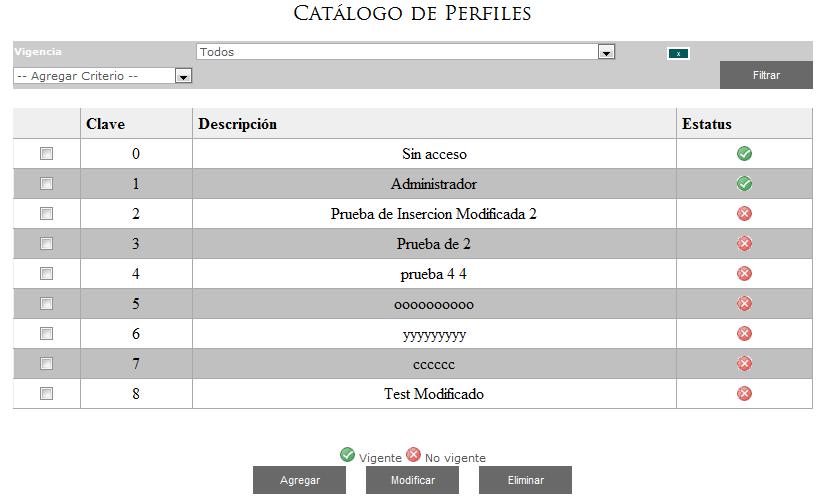 CATÁLOGO DE PERFILES
Vigencia Todos x
-- Agregar Criterio -- Filtrar
Clave Descripción Estatus
0 Sin acceso
1 Administrador
2 Prueba de Insercion Modificada 2
3 Prueba de 2
4 prueba 4 4
5 oooooooooo
6 yyyyyyyyy
7 cccccc
8 Test Modificado
Vigente No vigente
Agregar Modificar Eliminar